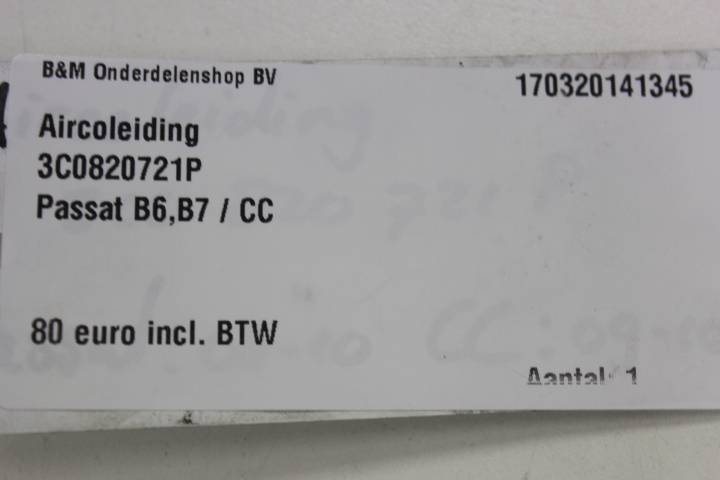 B&M Onderdelenshop BV
170320141345
Aircoleiding
3C0820721P
Passat B6,B7 / CC
80 euro incl. BTW
Aantal: 1